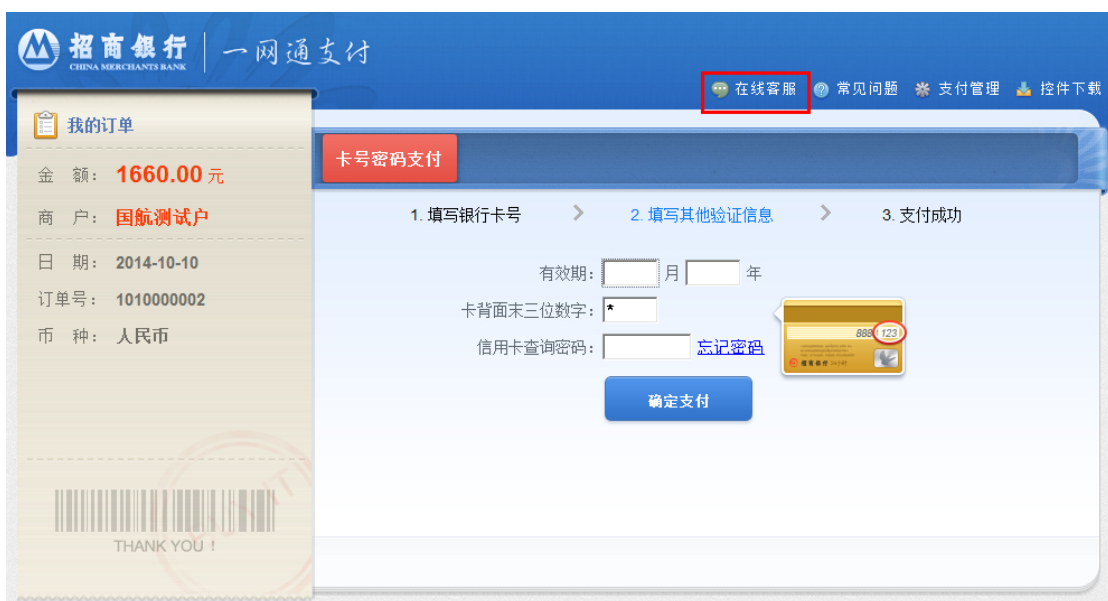 招商银行 一网通支付
CHINA MERCHANTS BANK
在线客服 常见问题 支付管理 控件下载
我的订单
金 额： 1660.00 元
商 户： 国航测试户
日 期： 2014-10-10
订单号： 1010000002
币 种： 人民币
THANK YOU !
卡号密码支付
1. 填写银行卡号 > 2. 填写其他验证信息 > 3. 支付成功
有效期： 月 年
卡背面末三位数字： *
888 123
信用卡查询密码： 忘记密码
确定支付